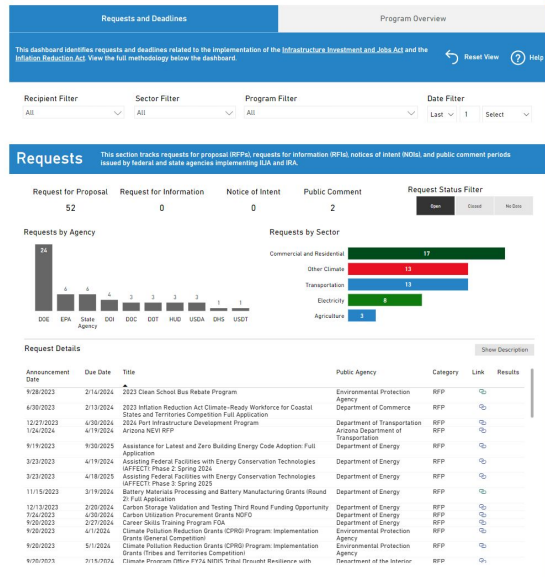 Requests and Deadlines
Program Overview
This dashboard identifies requests and deadlines related to the implementation of the Infrastructure Investment and Jobs Act and the
Inflation Reduction Act. View the full methodology below the dashboard.
Reset View
Help
Recipient Filter
Sector Filter
Program Filter
Date Filter
All
All
All
Last
1
Select
Requests
This section tracks requests for proposal (RFPs), requests for information (RFIs), notices of intent (NOIs), and public comment periods
issued by federal and state agencies implementing IIJA and IRA.
Request for Proposal
Request for Information
Notice of Intent
Public Comment
Request Status Filter
52
0
0
2
Open
Closed
No Date
Requests by Agency
24
6
6
4
3
3
3
3
1
1
DOE
EPA
State
Agency
DOI
DOC
DOT
HUD
USDA
DHS
USDT
Requests by Sector
Commercial and Residential
17
Other Climate
13
Transportation
13
Electricity
8
Agriculture
3
Request Details
Show Description
Announcement
Date
Due Date
Title
Public Agency
Category
Link
Results
9/28/2023 2/14/2024 2023 Clean School Bus Rebate Program Environmental Protection RFP
Agency
6/30/2023 2/13/2024 2023 Inflation Reduction Act Climate-Ready Workforce for Coastal Department of Commerce RFP
States and Territories Competition Full Application
12/27/2023 4/30/2024 2024 Port Infrastructure Development Program Department of Transportation RFP
1/24/2024 4/19/2024 Arizona NEVI RFP Arizona Department of RFP
Transportation
9/19/2023 9/30/2025 Assistance for Latest and Zero Building Energy Code Adoption: Full Department of Energy RFP
Application
3/23/2023 4/19/2024 Assisting Federal Facilities with Energy Conservation Technologies Department of Energy RFP
(AFFECT): Phase 2: Spring 2024
3/23/2023 4/18/2025 Assisting Federal Facilities with Energy Conservation Technologies Department of Energy RFP
(AFFECT): Phase 3: Spring 2025
11/15/2023 3/19/2024 Battery Materials Processing and Battery Manufacturing Grants (Round Department of Energy RFP
2): Full Application
12/13/2023 2/20/2024 Carbon Storage Validation and Testing Third Round Funding Opportunity Department of Energy RFP
7/24/2023 4/30/2024 Carbon Utilization Procurement Grants NOFO Department of Energy RFP
9/20/2023 2/27/2024 Career Skills Training Program FOA Department of Energy RFP
9/20/2023 4/1/2024 Climate Pollution Reduction Grants (CPRG) Program: Implementation Environmental Protection RFP
Grants (General Competition) Agency
9/20/2023 5/1/2024 Climate Pollution Reduction Grants (CPRG) Program: Implementation Environmental Protection RFP
Grants (Tribes and Territories Competition) Agency
9/20/2023 2/15/2024 Climate Program Office FY24 NIDIS Tribal Drought Resilience with Department of the Interior RFP